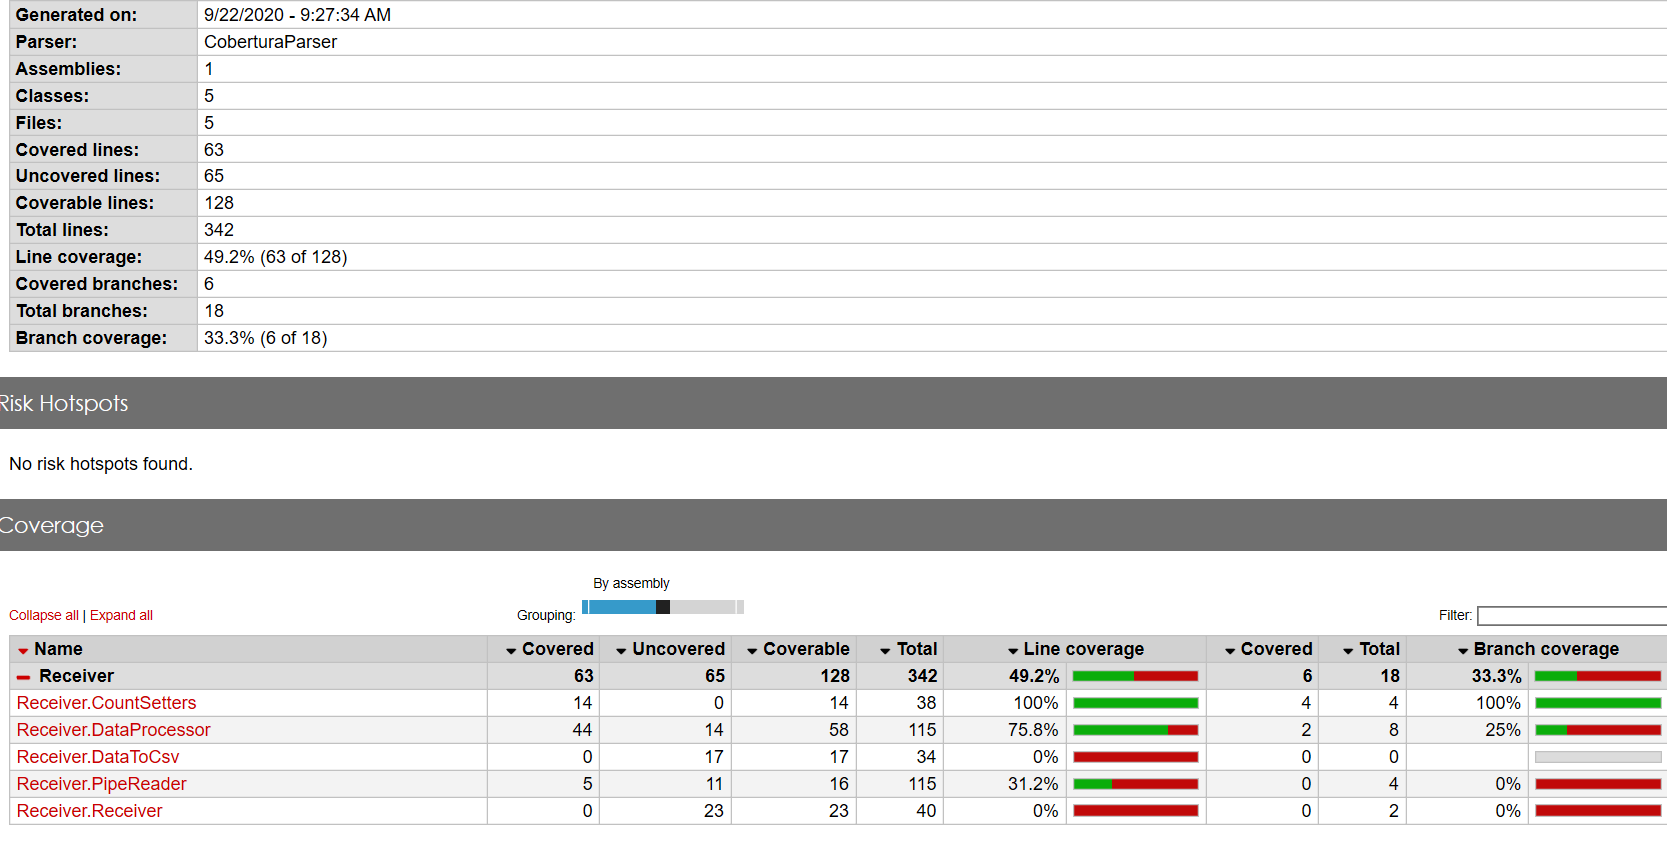 Generated on: 9/22/2020 - 9:27:34 AM
Parser: CoberturaParser
Assemblies: 1
Classes: 5
Files: 5
Covered lines: 63
Uncovered lines: 65
Coverable lines: 128
Total lines: 342
Line coverage: 49.2% (63 of 128)
Covered branches: 6
Total branches: 18
Branch coverage: 33.3% (6 of 18)
Risk Hotspots
No risk hotspots found.
Coverage
By assembly
Collapse all | Expand all Grouping: Filter:
Name Covered Uncovered Coverable Total Line coverage Covered Total Branch coverage
Receiver 63 65 128 342 49.2% 6 18 33.3%
Receiver.CountSetters 14 0 14 38 100% 4 4 100%
Receiver.DataProcessor 44 14 58 115 75.8% 2 8 25%
Receiver.DataToCsv 0 17 17 34 0% 0 0
Receiver.PipeReader 5 11 16 115 31.2% 0 4 0%
Receiver.Receiver 0 23 23 40 0% 0 2 0%